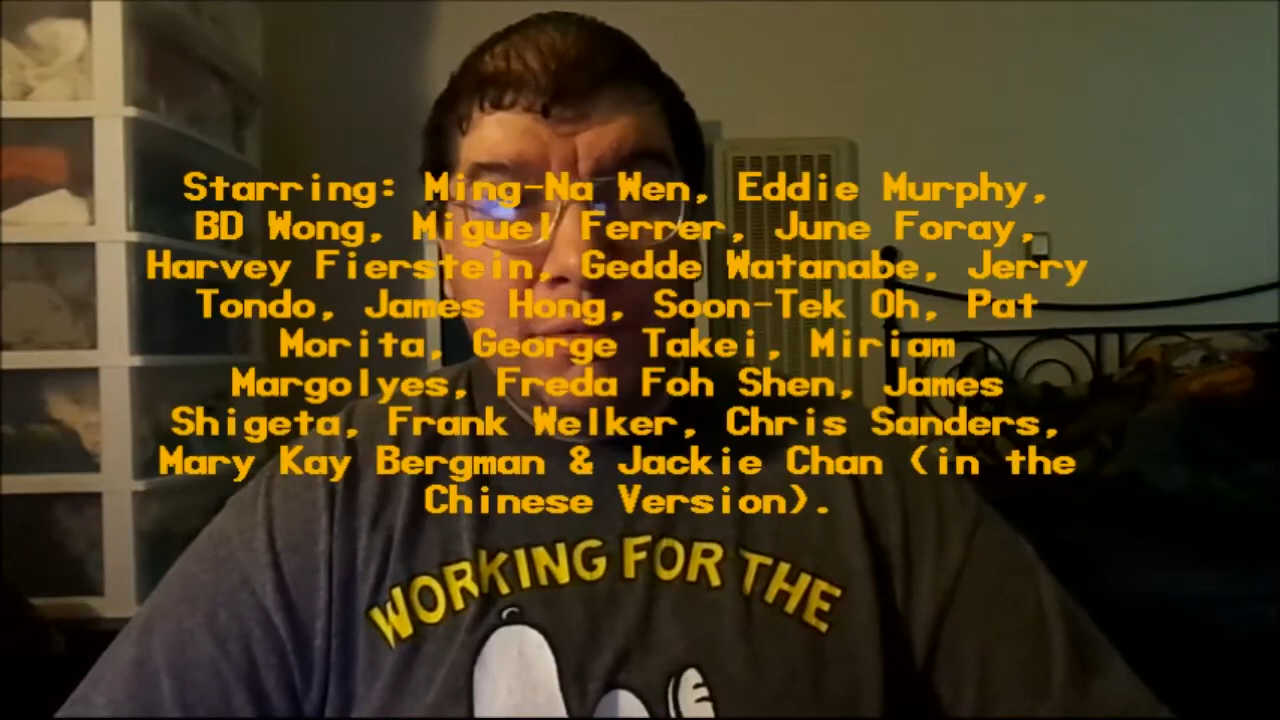 Starring: Ming-Na Wen, Eddie Murphy,
BD Wong, Miguel Ferrer, June Foray,
Harvey Fierstein, Gedde Watanabe, Jerry
Tondo, James Hong, Soon-Tek Oh, Pat
Morita, George Takei, Miriam
Margolyes, Freda Foh Shen, James
Shigeta, Frank Welker, Chris Sanders,
Mary Kay Bergman & Jackie Chan (in the
Chinese Version).
WORKING FOR THE